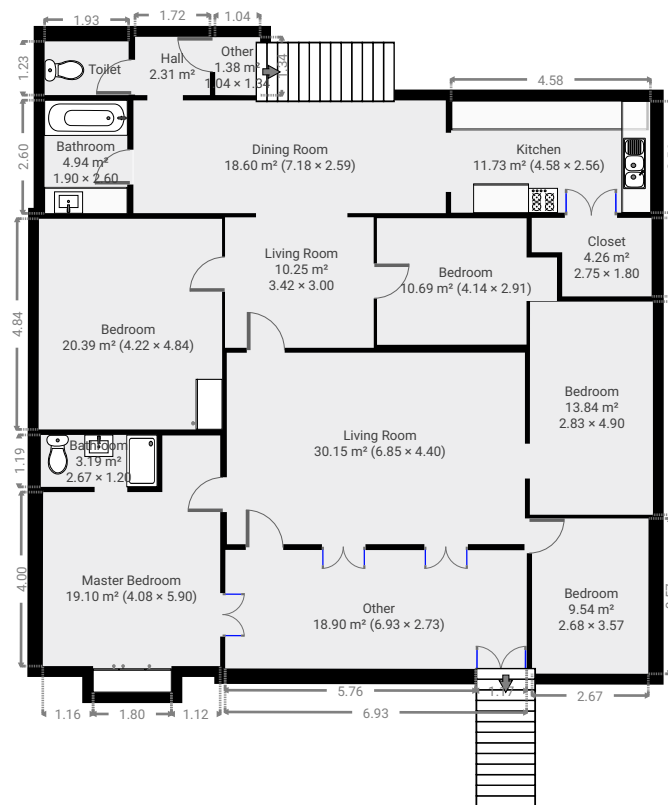 1.93
1.72
1.04
1.23
Toilet
Hall
2.31 m²
Other
1.38 m²
1.04 × 1.34
1.34
4.58
2.60
Bathroom
4.94 m²
1.90 × 2.60
Dining Room
18.60 m² (7.18 × 2.59)
Kitchen
11.73 m² (4.58 × 2.56)
Closet
4.26 m²
2.75 × 1.80
Living Room
10.25 m²
3.42 × 3.00
Bedroom
10.69 m² (4.14 × 2.91)
4.84
Bedroom
20.39 m² (4.22 × 4.84)
Bedroom
13.84 m²
2.83 × 4.90
Living Room
30.15 m² (6.85 × 4.40)
1.19
Bathroom
3.19 m²
2.67 × 1.20
4.00
Master Bedroom
19.10 m² (4.08 × 5.90)
Other
18.90 m² (6.93 × 2.73)
Bedroom
9.54 m²
2.68 × 3.57
5.76
1.17
2.67
1.16
1.80
1.12
6.93